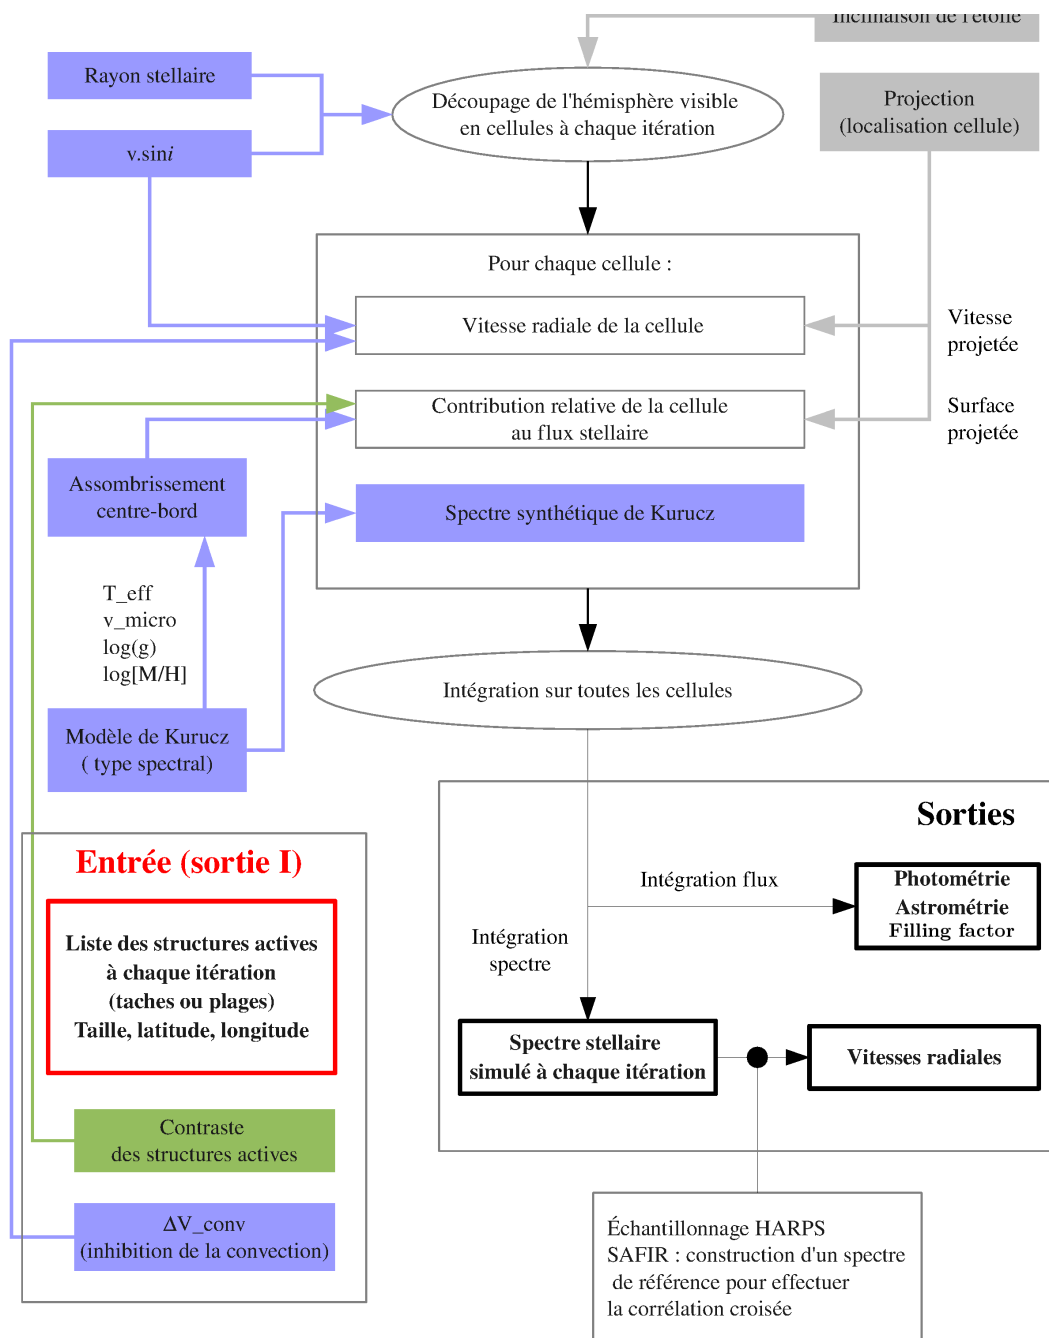 Inclinaison de l'étoile
Rayon stellaire
Découpage de l'hémisphère visible
en cellules à chaque itération
Projection
(localisation cellule)
v.sini
Pour chaque cellule :
Vitesse radiale de la cellule
Vitesse
projetée
Contribution relative de la cellule
au flux stellaire
Surface
projetée
Assombrissement
centre-bord
Spectre synthétique de Kurucz
T_eff
v_micro
log(g)
log[M/H]
Intégration sur toutes les cellules
Modèle de Kurucz
( type spectral)
Sorties
Entrée (sortie I)
Intégration flux
Photométrie
Astrométrie
Filling factor
Liste des structures actives
à chaque itération
(taches ou plages)
Taille, latitude, longitude
Intégration
spectre
Spectre stellaire
simulé à chaque itération
Vitesses radiales
Contraste
des structures actives
ΔV_conv
(inhibition de la convection)
Échantillonnage HARPS
SAFIR : construction d'un spectre
de référence pour effectuer
la corrélation croisée